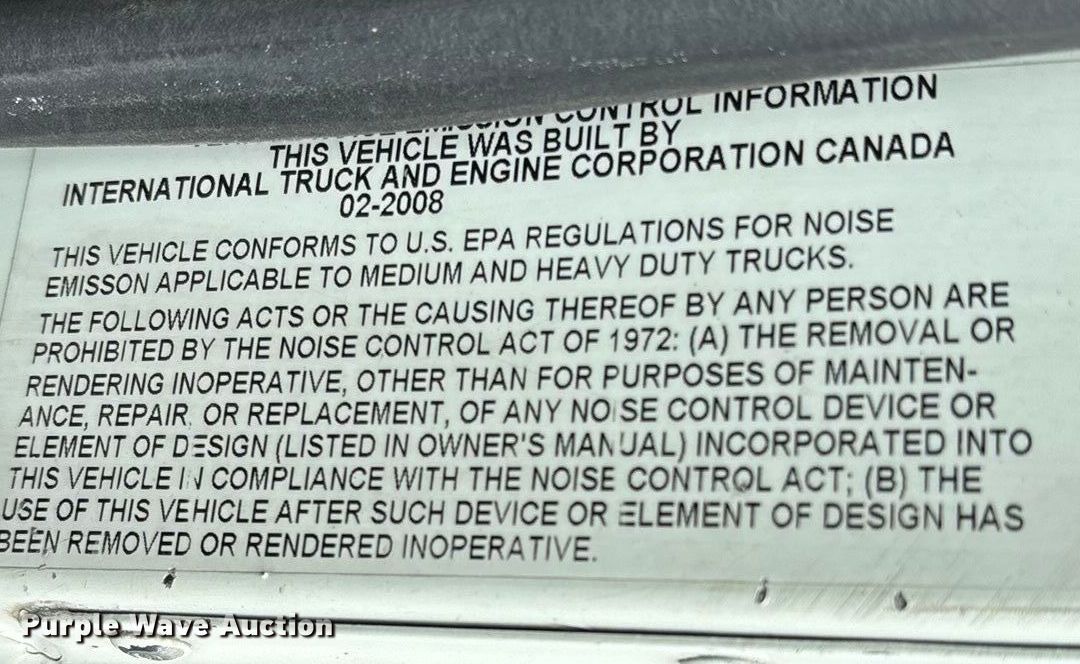 CONTROL INFORMATION
THIS VEHICLE WAS BUILT BY
INTERNATIONAL TRUCK AND ENGINE CORPORATION CANADA
02-2008
THIS VEHICLE CONFORMS TO U.S. EPA REGULATIONS FOR NOISE
EMISSON APPLICABLE TO MEDIUM AND HEAVY DUTY TRUCKS.
THE FOLLOWING ACTS OR THE CAUSING THEREOF BY ANY PERSON ARE
PROHIBITED BY THE NOISE CONTROL ACT OF 1972: (A) THE REMOVAL OR
RENDERING INOPERATIVE, OTHER THAN FOR PURPOSES OF MAINTEN-
ANCE, REPAIR OR REPLACEMENT, OF ANY NOISE CONTROL DEVICE OR
ELEMENT OF DESIGN (LISTED IN OWNER'S MANUAL) INCORPORATED INTO
THIS VEHICLE IN COMPLIANCE WITH THE NOISE CONTROL ACT; (B) THE
USE OF THIS VEHICLE AFTER SUCH DEVICE OR ELEMENT OF DESIGN HAS
BEEN REMOVED OR RENDERED INOPERATIVE.
Purple Wave Auction